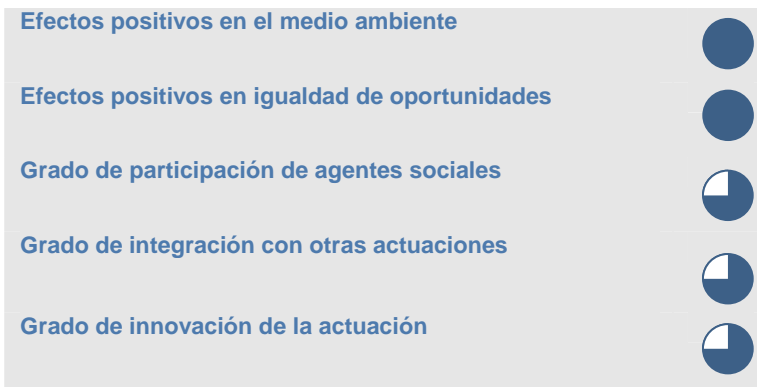 Efectos positivos en el medio ambiente
Efectos positivos en igualdad de oportunidades
Grado de participación de agentes sociales
Grado de integración con otras actuaciones
Grado de innovación de la actuación